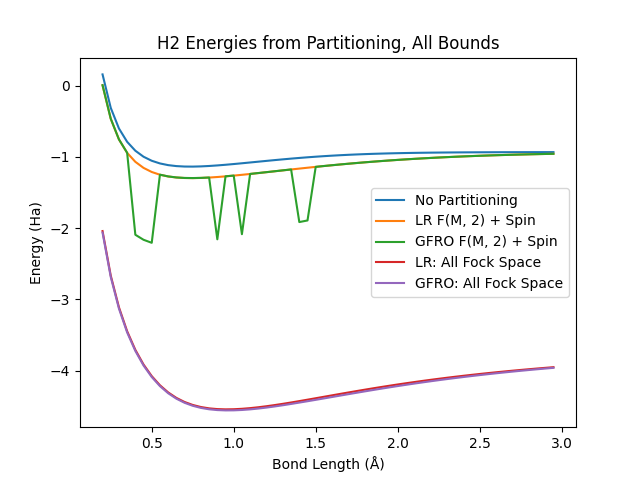 H2 Energies from Partitioning, All Bounds
Energy (Ha)
0
−1
−2
−3
−4
No Partitioning
LR F(M, 2) + Spin
GFRO F(M, 2) + Spin
LR: All Fock Space
GFRO: All Fock Space
0.5 1.0 1.5 2.0 2.5 3.0
Bond Length (Å)